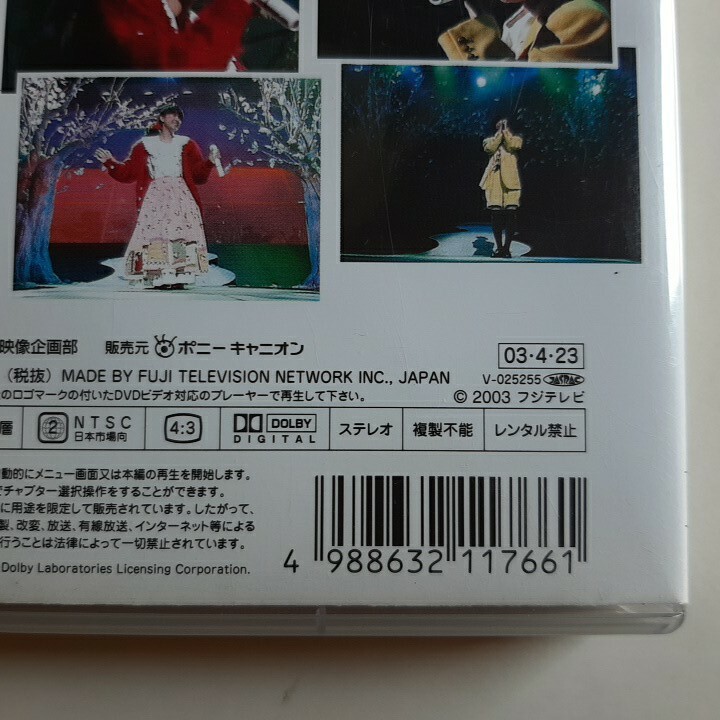 映像企画部 販売元 ポニーキャニオン
03・4・23
(税抜) MADE BY FUJI TELEVISION NETWORK INC., JAPAN
V-025255 JASRAC
のロゴマークの付いたDVDビデオ対応のプレーヤーで再生して下さい。
© 2003 フジテレビ
層 2 NTSC 日本市場向 4:3 DOLBY DIGITAL ステレオ 複製不能 レンタル禁止
動的にメニュー画面又は本編の再生を開始します。
でチャプター選択操作をすることができます。
に用途を限定して販売されています。したがって、
製、改変、放送、有線放送、インターネット等による
行うことは法律によって一切禁止されています。
Dolby Laboratories Licensing Corporation.
4 988632 117661